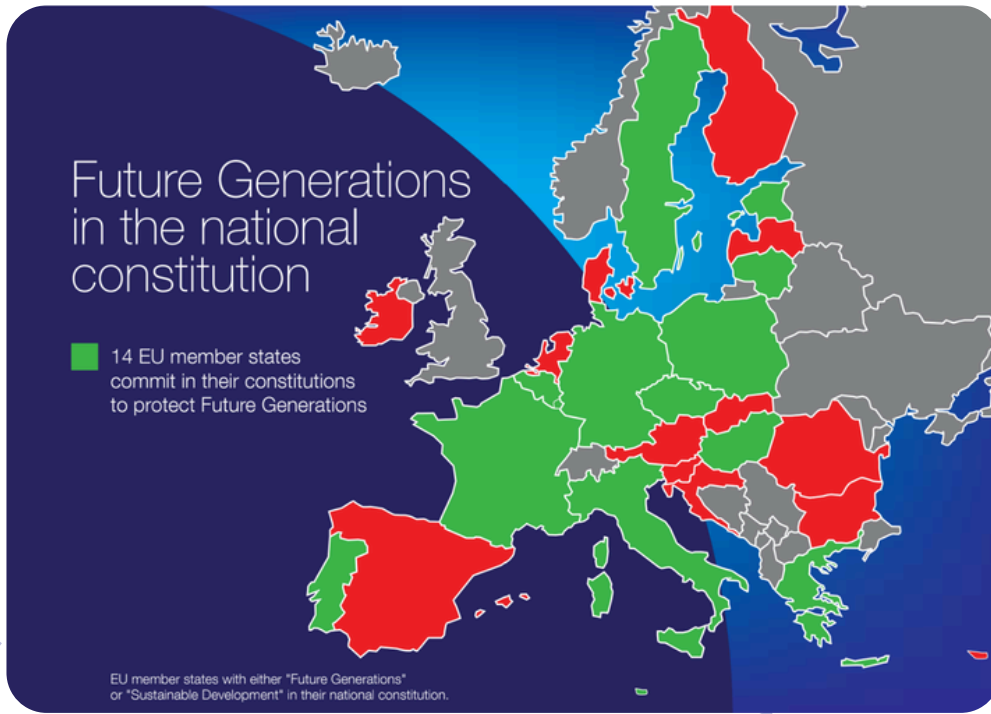 Future Generations
in the national
constitution
14 EU member states
commit in their constitutions
to protect Future Generations
EU member states with either "Future Generations"
or "Sustainable Development" in their national constitution.